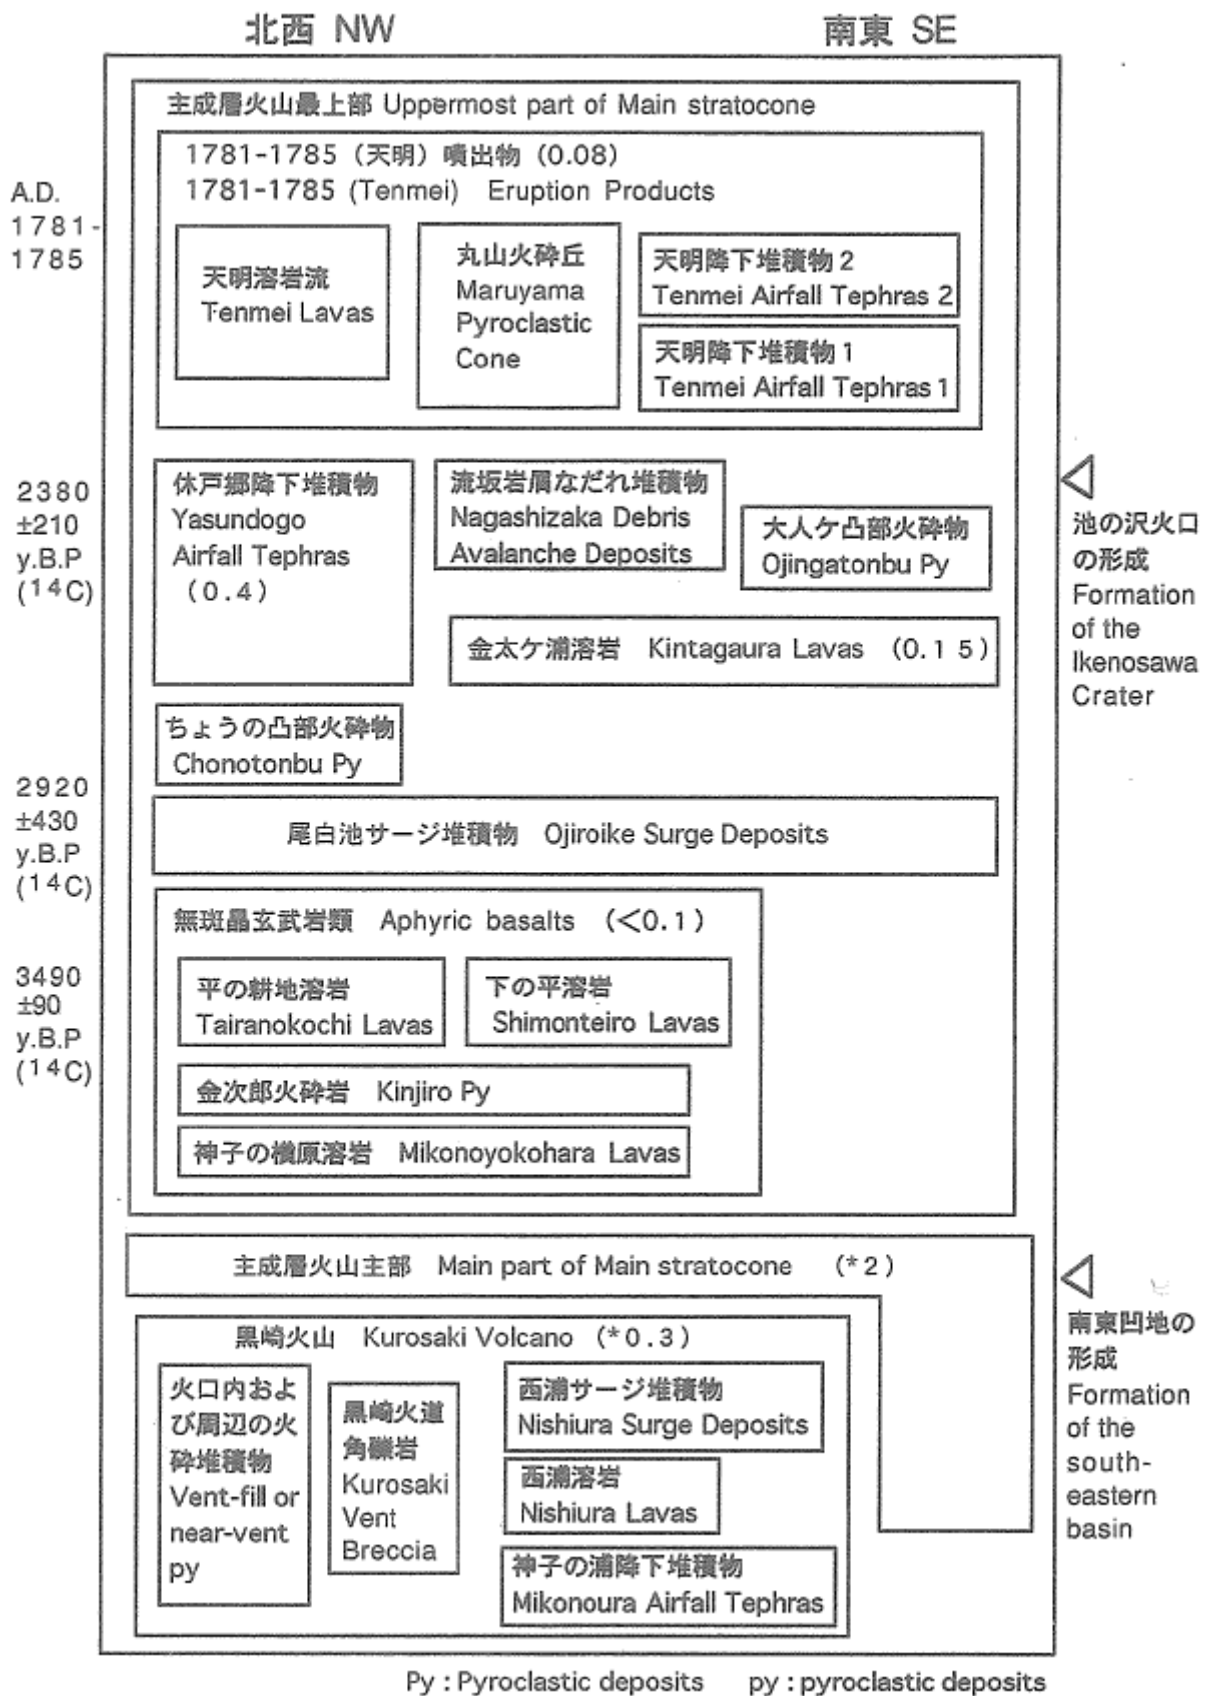 北西 NW
南東 SE
主成層火山最上部 Uppermost part of Main stratocone
1781-1785（天明）噴出物（0.08）
1781-1785 (Tenmei) Eruption Products
A.D.
1781-
1785
天明溶岩流
Tenmei Lavas
丸山火砕丘
Maruyama
Pyroclastic
Cone
天明降下堆積物 2
Tenmei Airfall Tephras 2
天明降下堆積物 1
Tenmei Airfall Tephras 1
2380
±210
y.B.P
(14C)
休戸郷降下堆積物
Yasundogo
Airfall Tephras
（0.4）
流坂岩屑なだれ堆積物
Nagashizaka Debris
Avalanche Deposits
大人ケ凸部火砕物
Ojingatonbu Py
池の沢火口
の形成
Formation
of the
Ikenosawa
Crater
金太ケ浦溶岩 Kintagaura Lavas （0.15）
ちょうの凸部火砕物
Chonotonbu Py
2920
±430
y.B.P
(14C)
尾白池サージ堆積物 Ojiroike Surge Deposits
無斑晶玄武岩類 Aphyric basalts （<0.1）
3490
±90
y.B.P
(14C)
平の耕地溶岩
Tairanokochi Lavas
下の平溶岩
Shimonteiro Lavas
金次郎火砕岩 Kinjiro Py
神子の横原溶岩 Mikonoyokohara Lavas
主成層火山主部 Main part of Main stratocone （*2）
南東凹地の
形成
Formation
of the
south-
eastern
basin
黒崎火山 Kurosaki Volcano （*0.3）
火口内およ
び周辺の火
砕堆積物
Vent-fill or
near-vent
py
黒崎火道
角礫岩
Kurosaki
Vent
Breccia
西浦サージ堆積物
Nishiura Surge Deposits
西浦溶岩
Nishiura Lavas
神子の浦降下堆積物
Mikonoura Airfall Tephras
Py : Pyroclastic deposits py : pyroclastic deposits